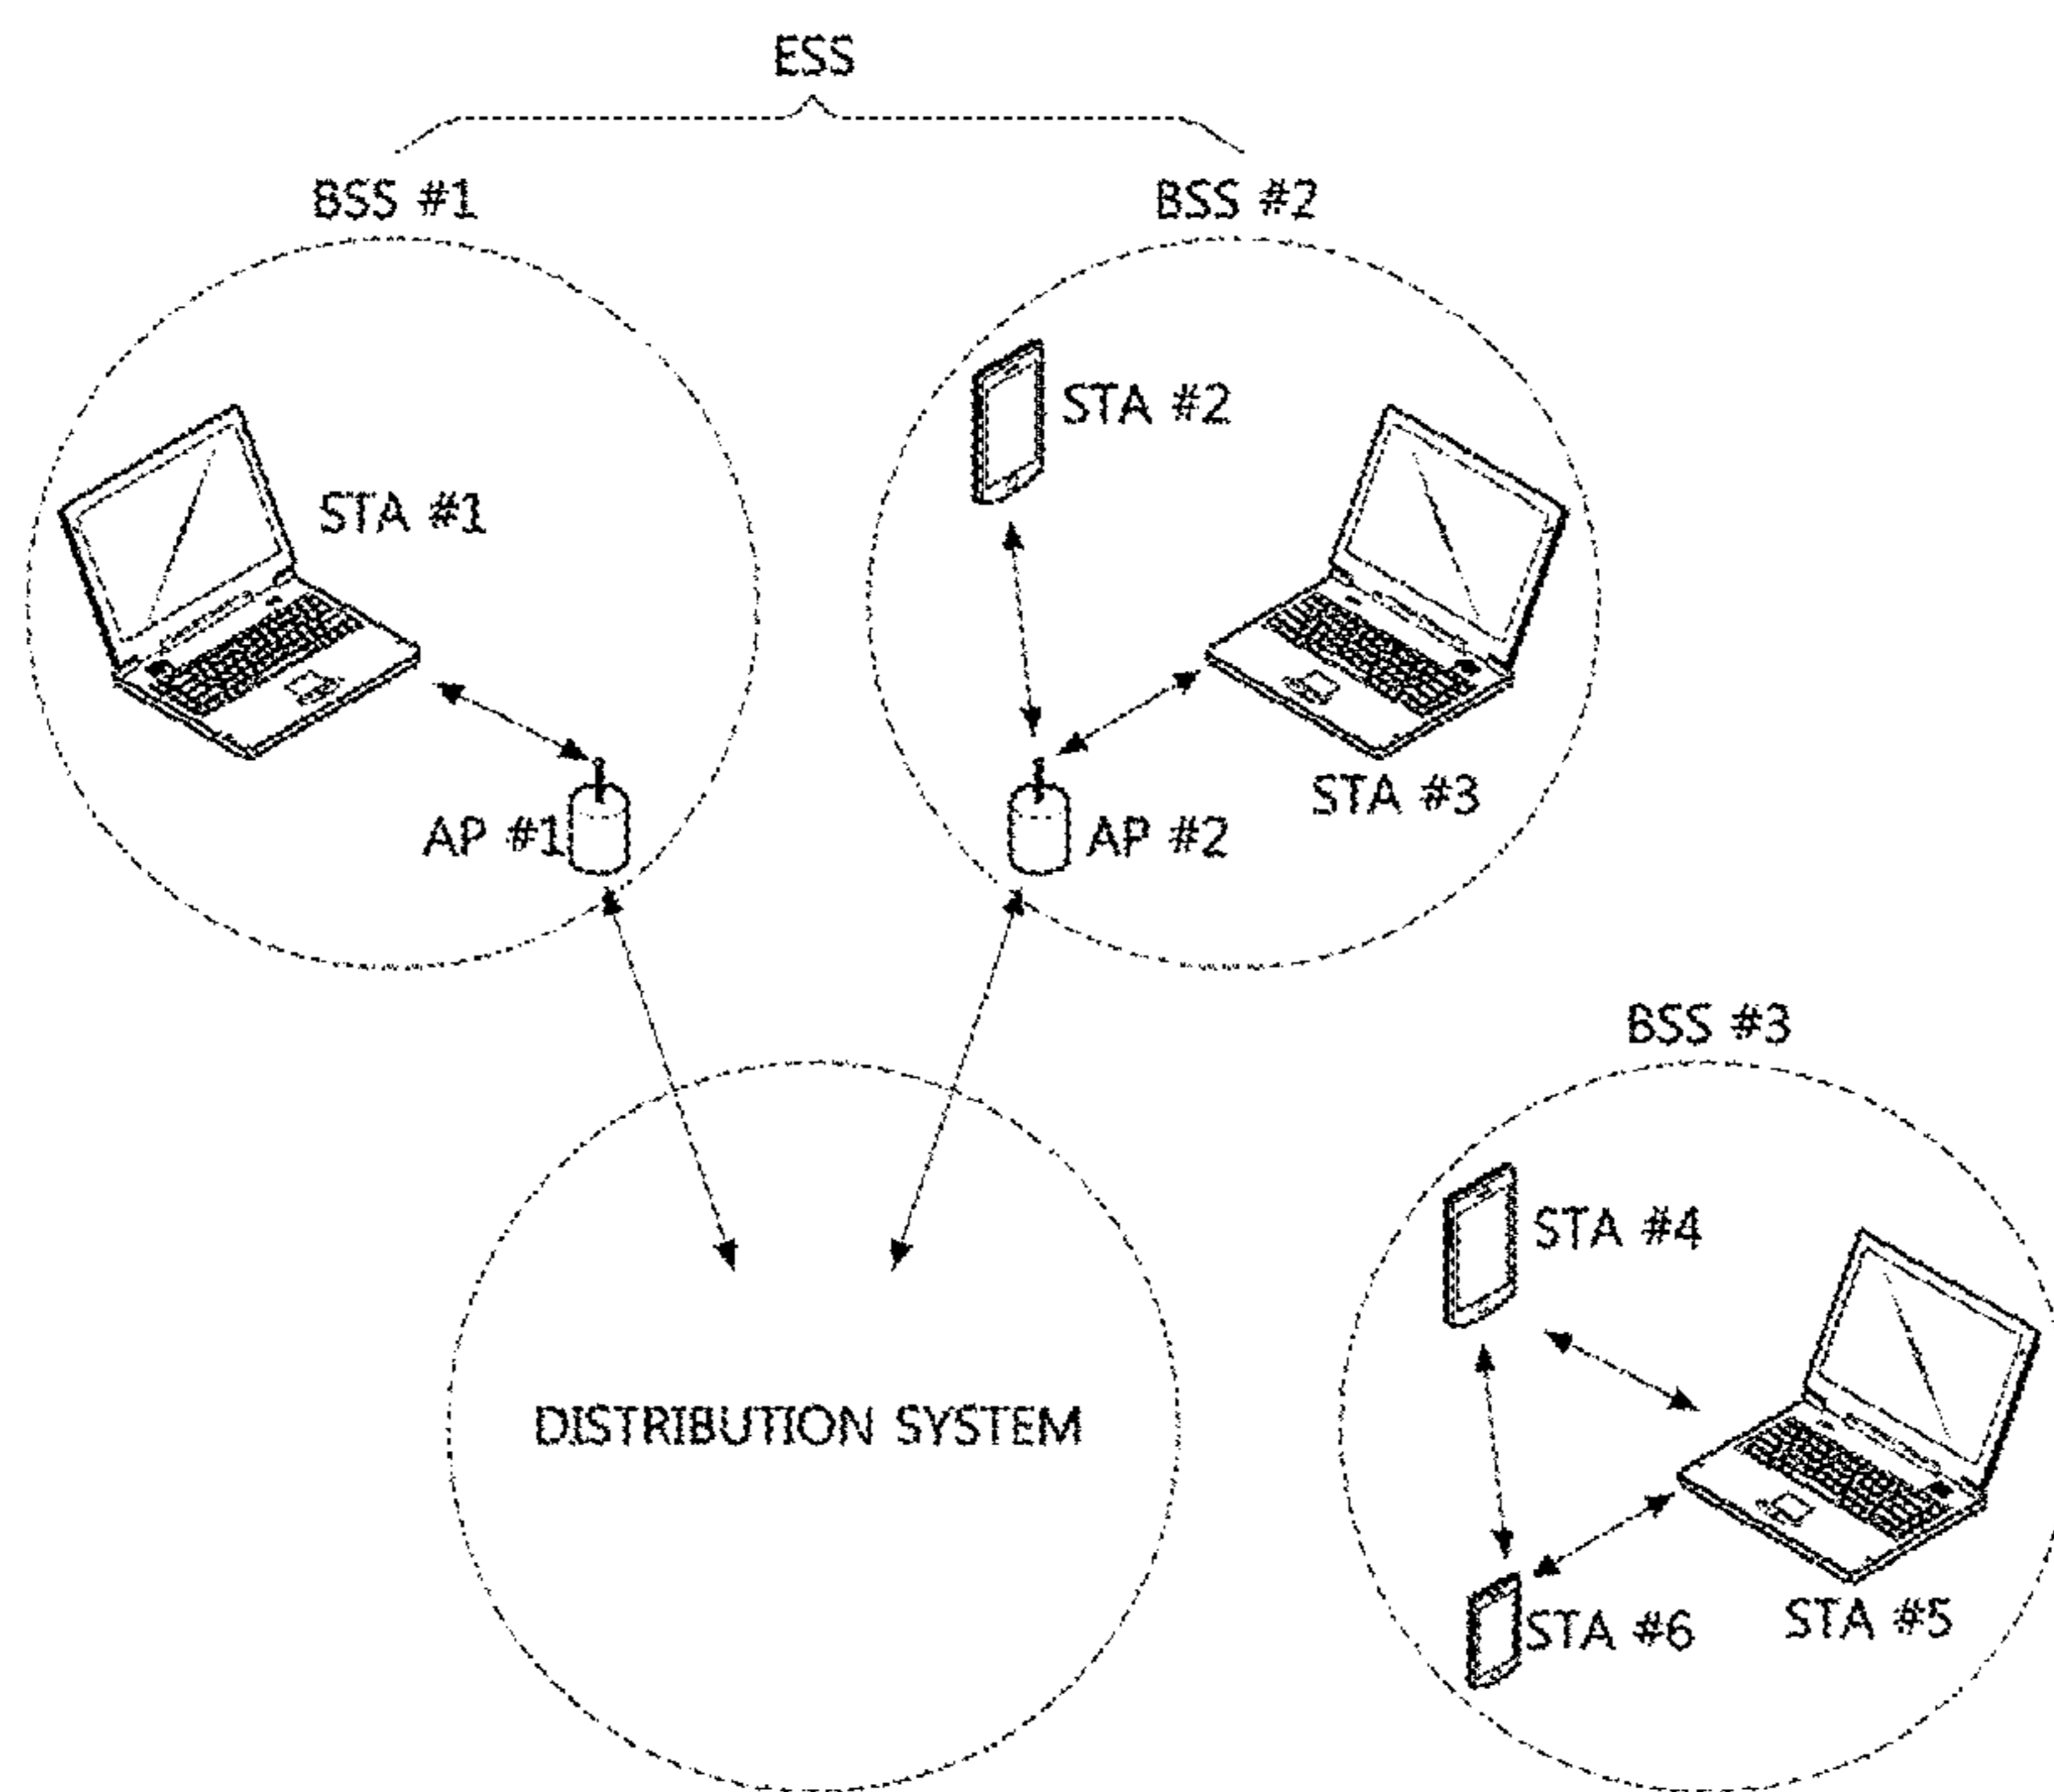 ESS
BSS #1
BSS #2
STA #2
STA #1
STA #3
AP #1
AP #2
BSS #3
STA #4
DISTRIBUTION SYSTEM
STA #6
STA #5